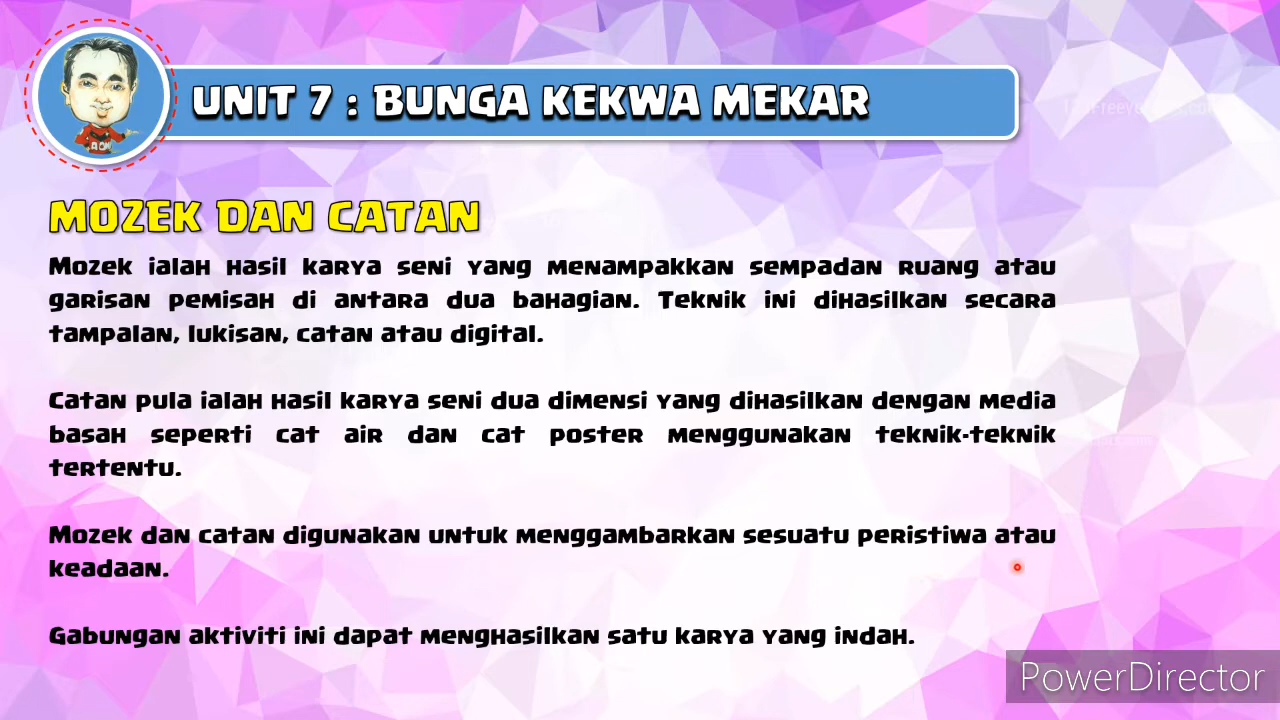 UNIT 7 : BUNGA KEKWA MEKAR
MOZEK DAN CATAN
Mozek ialah hasil karya seni yang menampakkan sempadan ruang atau
garisan pemisah di antara dua bahagian. Teknik ini dihasilkan secara
tampalan, lukisan, catan atau digital.
Catan pula ialah hasil karya seni dua dimensi yang dihasilkan dengan media
basah seperti cat air dan cat poster menggunakan teknik-teknik
tertentu.
Mozek dan catan digunakan untuk menggambarkan sesuatu peristiwa atau
keadaan.
Gabungan aktiviti ini dapat menghasilkan satu karya yang indah.
PowerDirector